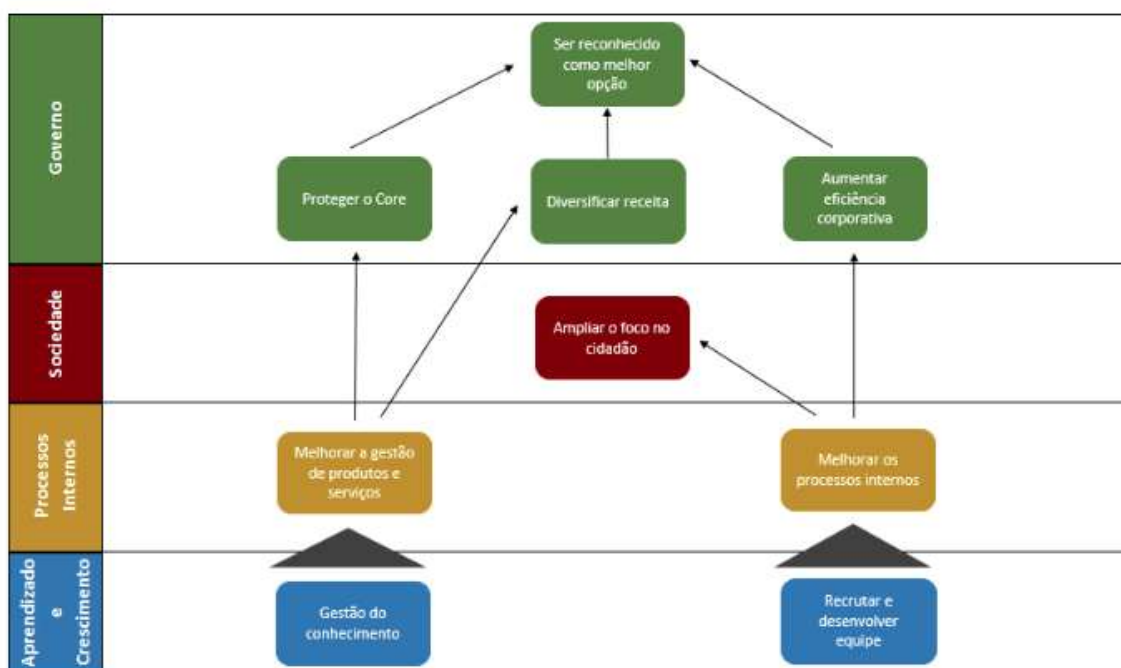 Governo
Ser reconhecido
como melhor
opção
Proteger o Core
Diversificar receita
Aumentar
eficiência
corporativa
Sociedade
Ampliar o foco no
cidadão
Processos
Internos
Melhorar a gestão
de produtos e
serviços
Melhorar os
processos internos
Aprendizado
e
Crescimento
Gestão do
conhecimento
Recrutar e
desenvolver
equipe